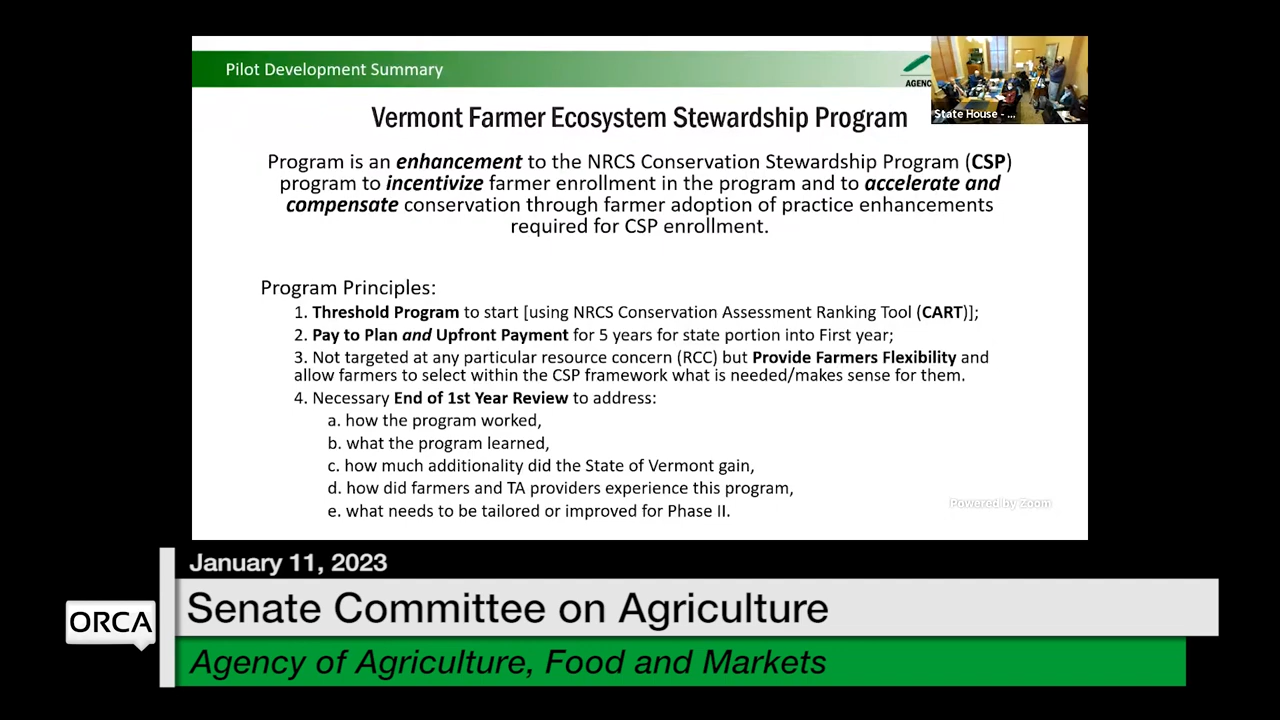 Pilot Development Summary
AGENC
State House - ...
Vermont Farmer Ecosystem Stewardship Program
Program is an enhancement to the NRCS Conservation Stewardship Program (CSP)
program to incentivize farmer enrollment in the program and to accelerate and
compensate conservation through farmer adoption of practice enhancements
required for CSP enrollment.
Program Principles:
1. Threshold Program to start [using NRCS Conservation Assessment Ranking Tool (CART)];
2. Pay to Plan and Upfront Payment for 5 years for state portion into First year;
3. Not targeted at any particular resource concern (RCC) but Provide Farmers Flexibility and
allow farmers to select within the CSP framework what is needed/makes sense for them.
4. Necessary End of 1st Year Review to address:
a. how the program worked,
b. what the program learned,
c. how much additionality did the State of Vermont gain,
d. how did farmers and TA providers experience this program,
e. what needs to be tailored or improved for Phase II.
Powered by Zoom
January 11, 2023
ORCA
Senate Committee on Agriculture
Agency of Agriculture, Food and Markets